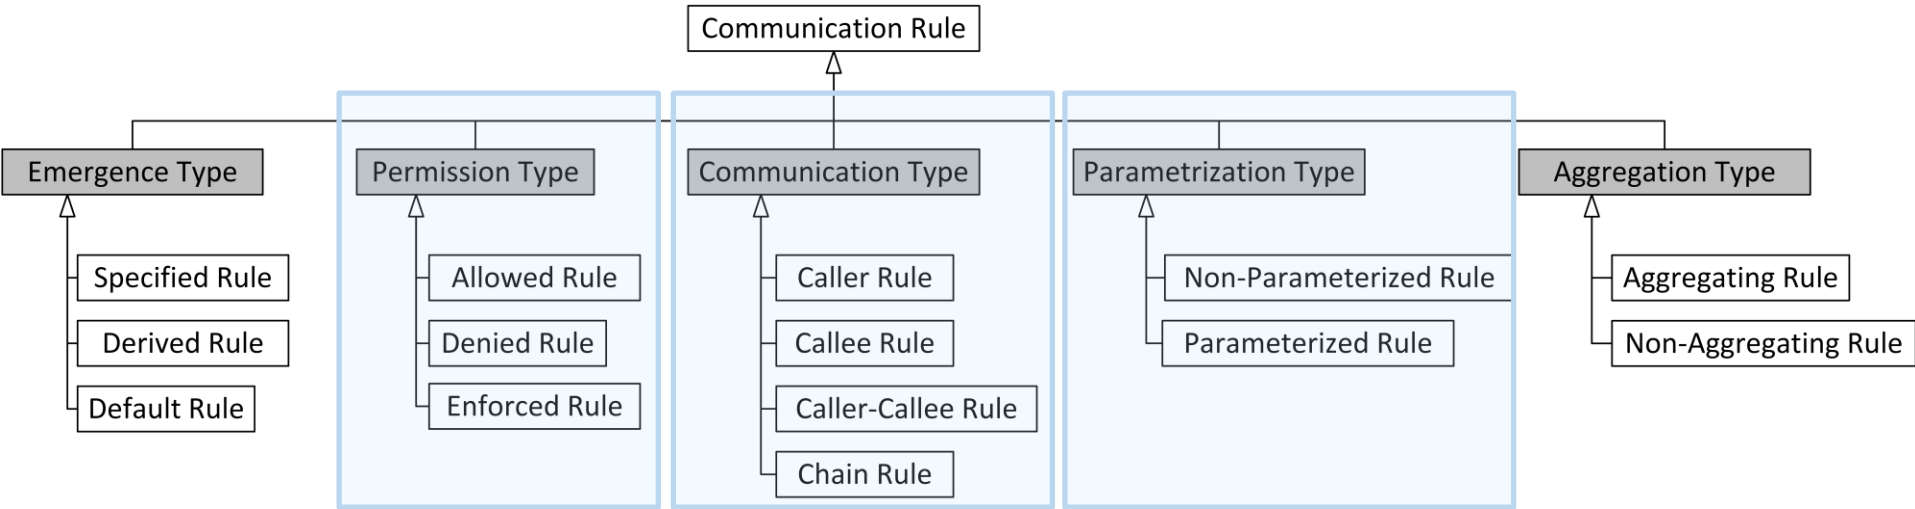 Communication Rule
Emergence Type
Permission Type
Communication Type
Parametrization Type
Aggregation Type
Specified Rule
Derived Rule
Default Rule
Allowed Rule
Denied Rule
Enforced Rule
Caller Rule
Callee Rule
Caller-Callee Rule
Chain Rule
Non-Parameterized Rule
Parameterized Rule
Aggregating Rule
Non-Aggregating Rule